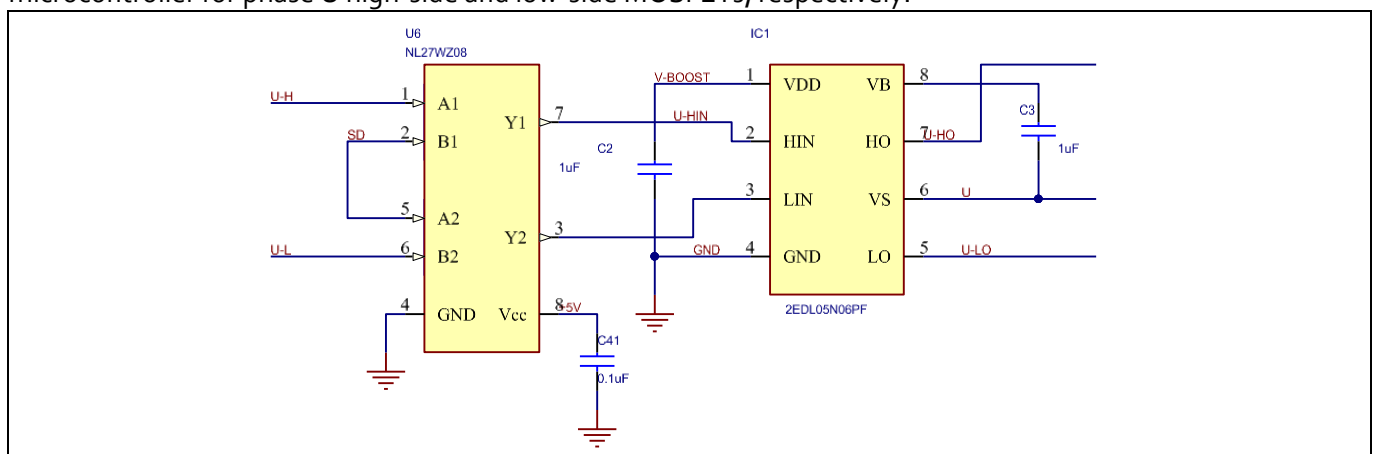 microcontroller for phase U high-side and low-side MOSFETs, respectively.
U6
NL27WZ08
U-H
1
A1
SD
2
B1
5
A2
U-L
6
B2
4
GND
Y1
7
Y2
3
Vcc
8
+5V
C41
0.1uF
C2
1uF
IC1
V-BOOST
1
VDD
U-HIN
2
HIN
3
LIN
GND
4
GND
VB
8
HO
7
U-HO
VS
6
U
LO
5
U-LO
C3
1uF
2EDL05N06PF